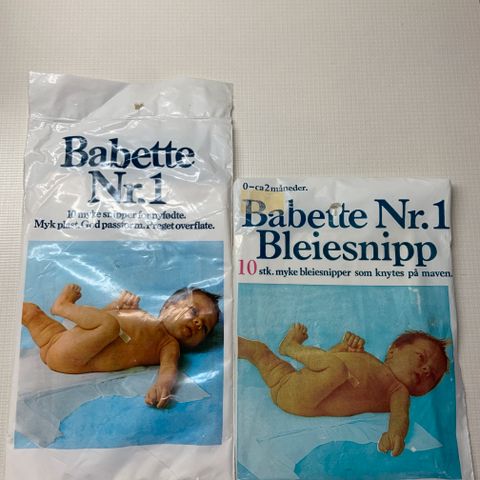 Babette
Nr.1
10 myke snipper for nyfødte.
Myk plast. God passform. Preget overflate.
0-ca 2 måneder.
Babette Nr.1
Bleiesnipp
10 stk. myke bleiesnipper som knytes på maven.